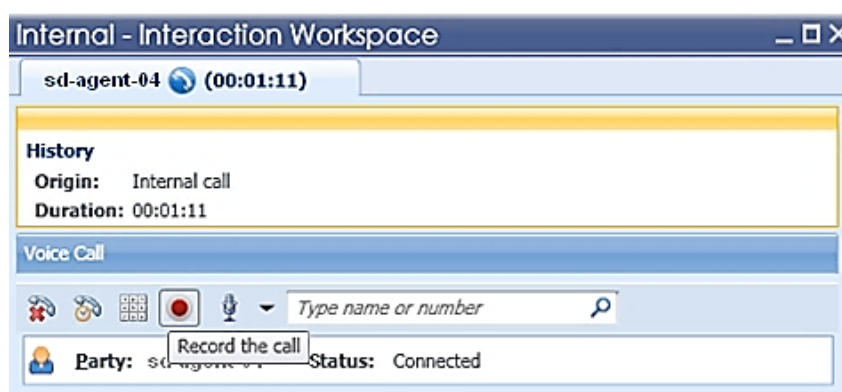 Internal - Interaction Workspace
sd-agent-04 (00:01:11)
History
Origin: Internal call
Duration: 00:01:11
Voice Call
Type name or number
Record the call
Party: Status: Connected